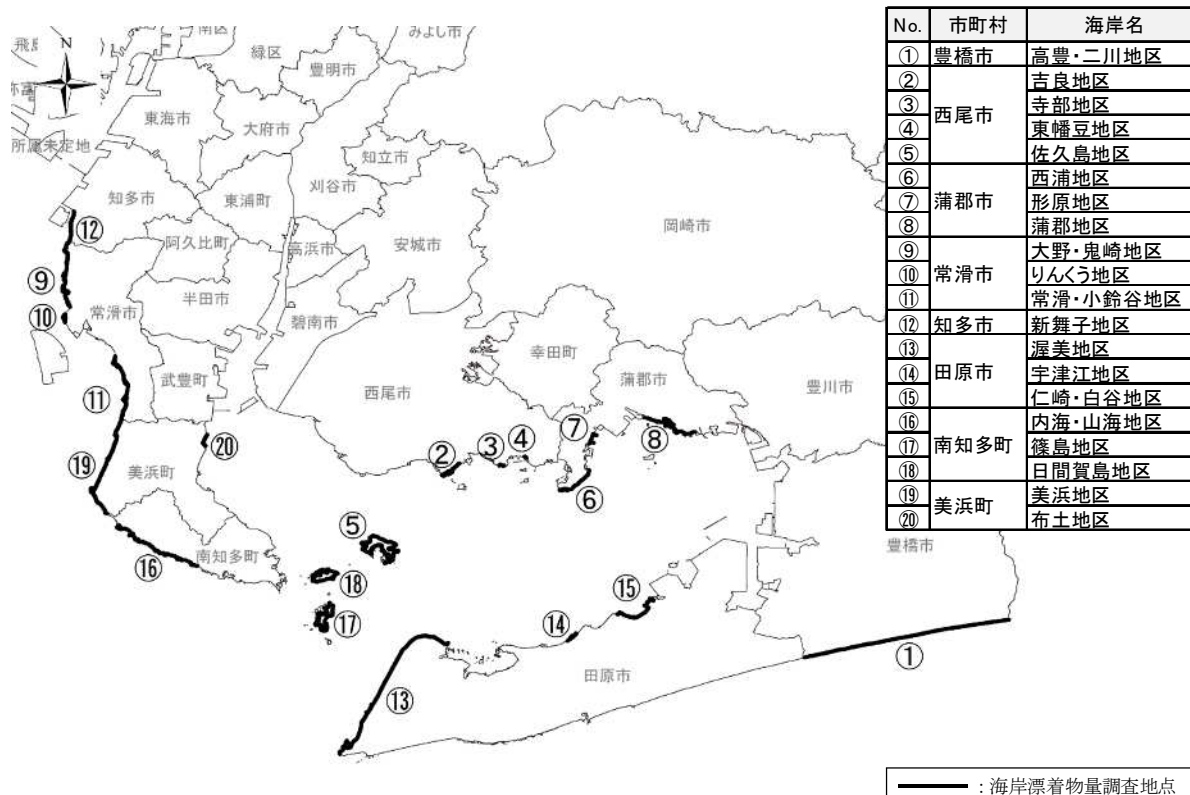 No. 市町村 海岸名
① 豊橋市 高豊・二川地区
② 西尾市 吉良地区
③ 寺部地区
④ 東幡豆地区
⑤ 佐久島地区
⑥ 蒲郡市 西浦地区
⑦ 形原地区
⑧ 蒲郡地区
⑨ 常滑市 大野・鬼崎地区
⑩ りんくう地区
⑪ 常滑・小鈴谷地区
⑫ 知多市 新舞子地区
⑬ 田原市 渥美地区
⑭ 宇津江地区
⑮ 仁崎・白谷地区
⑯ 南知多町 内海・山海地区
⑰ 篠島地区
⑱ 日間賀島地区
⑲ 美浜町 美浜地区
⑳ 布土地区
南区
みよし市
飛島
N
緑区
豊明市
弥富
東海市
大府市
所属未定地
知立市
知多市
東浦町
刈谷市
⑫
阿久比町
高浜市
安城市
岡崎市
⑨
半田市
⑩
常滑市
碧南市
幸田町
武豊町
西尾市
蒲郡市
豊川市
⑪
⑳
⑦
⑧
②
③
④
⑲
美浜町
⑥
⑤
豊橋市
⑯
南知多町
⑱
⑮
⑰
⑭
①
田原市
⑬
：海岸漂着物量調査地点